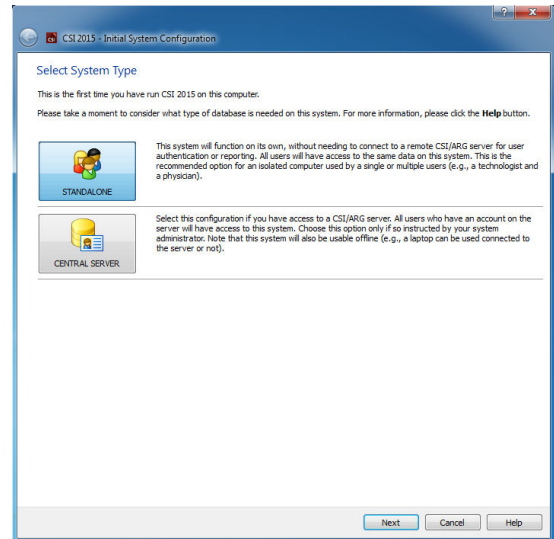 CSI 2015 - Initial System Configuration
Select System Type
This is the first time you have run CSI 2015 on this computer.
Please take a moment to consider what type of database is needed on this system. For more information, please click the Help button.
This system will function on its own, without needing to connect to a remote CSI/ARG server for user
authentication or reporting. All users will have access to the same data on this system. This is the
recommended option for an isolated computer used by a single or multiple users (e.g., a technologist and
a physician).
STANDALONE
Select this configuration if you have access to a CSI/ARG server. All users who have an account on the
server will have access to this system. Choose this option only if so instructed by your system
administrator. Note that this system will also be usable offline (e.g., a laptop can be used connected to
the server or not).
CENTRAL SERVER
Next Cancel Help